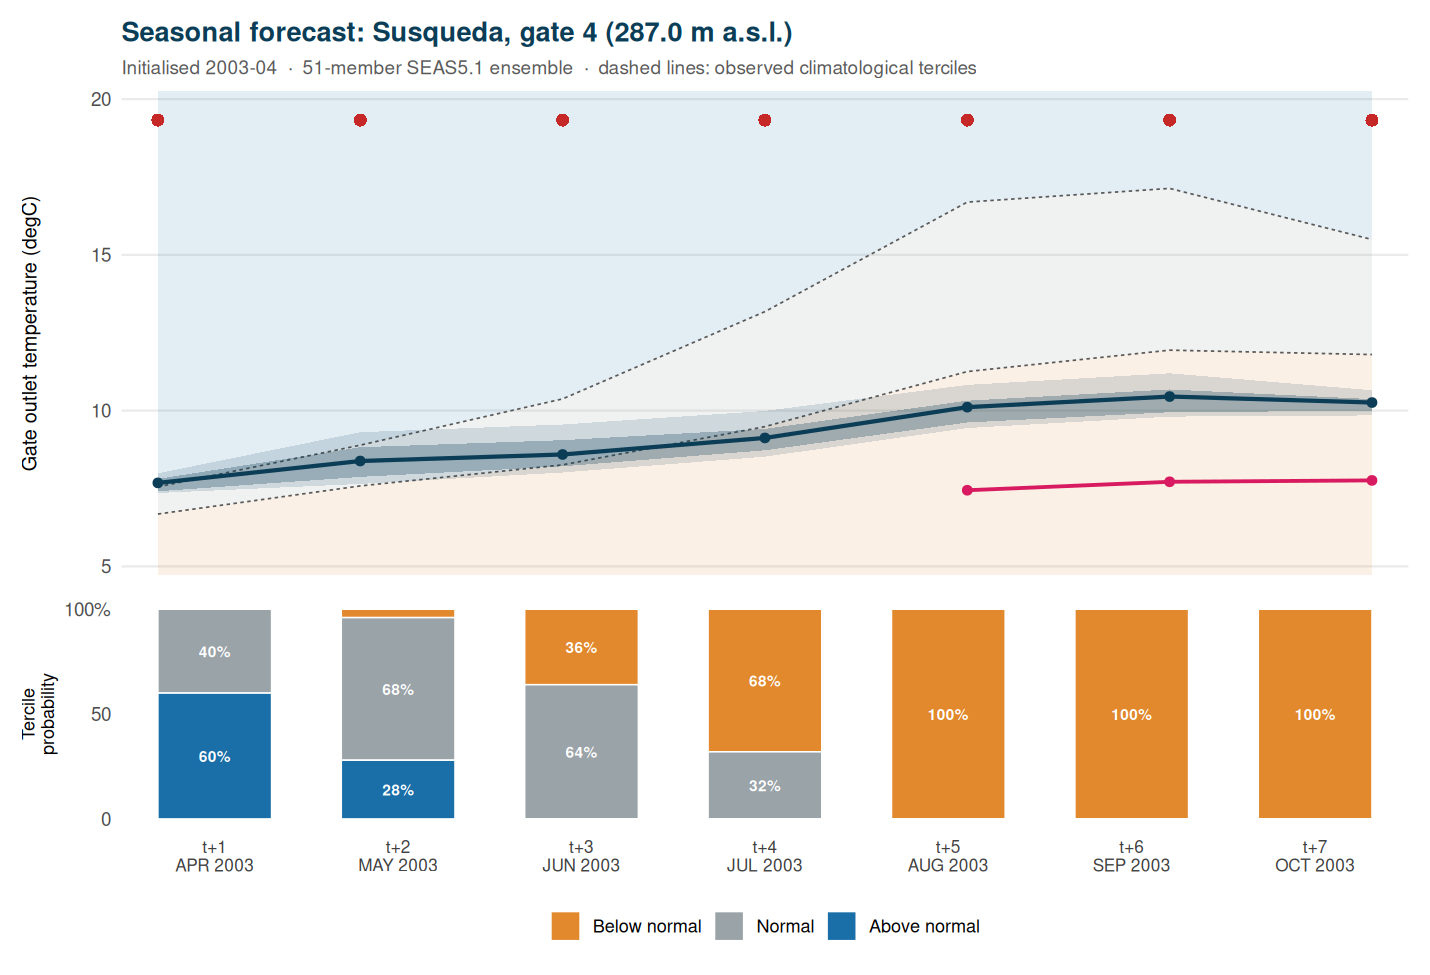 Seasonal forecast: Susqueda, gate 4 (287.0 m a.s.l.)
Initialised 2003-04 · 51-member SEAS5.1 ensemble · dashed lines: observed climatological terciles
Gate outlet temperature (degC)
20
15
10
5
Tercile
probability
100%
50
0
40%
60%
68%
28%
36%
64%
68%
32%
100%
100%
100%
t+1
APR 2003
t+2
MAY 2003
t+3
JUN 2003
t+4
JUL 2003
t+5
AUG 2003
t+6
SEP 2003
t+7
OCT 2003
Below normal
Normal
Above normal